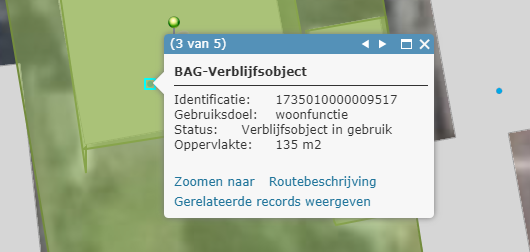 (3 van 5)
BAG-Verblijfsobject
Identificatie: 1735010000009517
Gebruiksdoel: woonfunctie
Status: Verblijfsobject in gebruik
Oppervlakte: 135 m2
Zoomen naar Routebeschrijving
Gerelateerde records weergeven